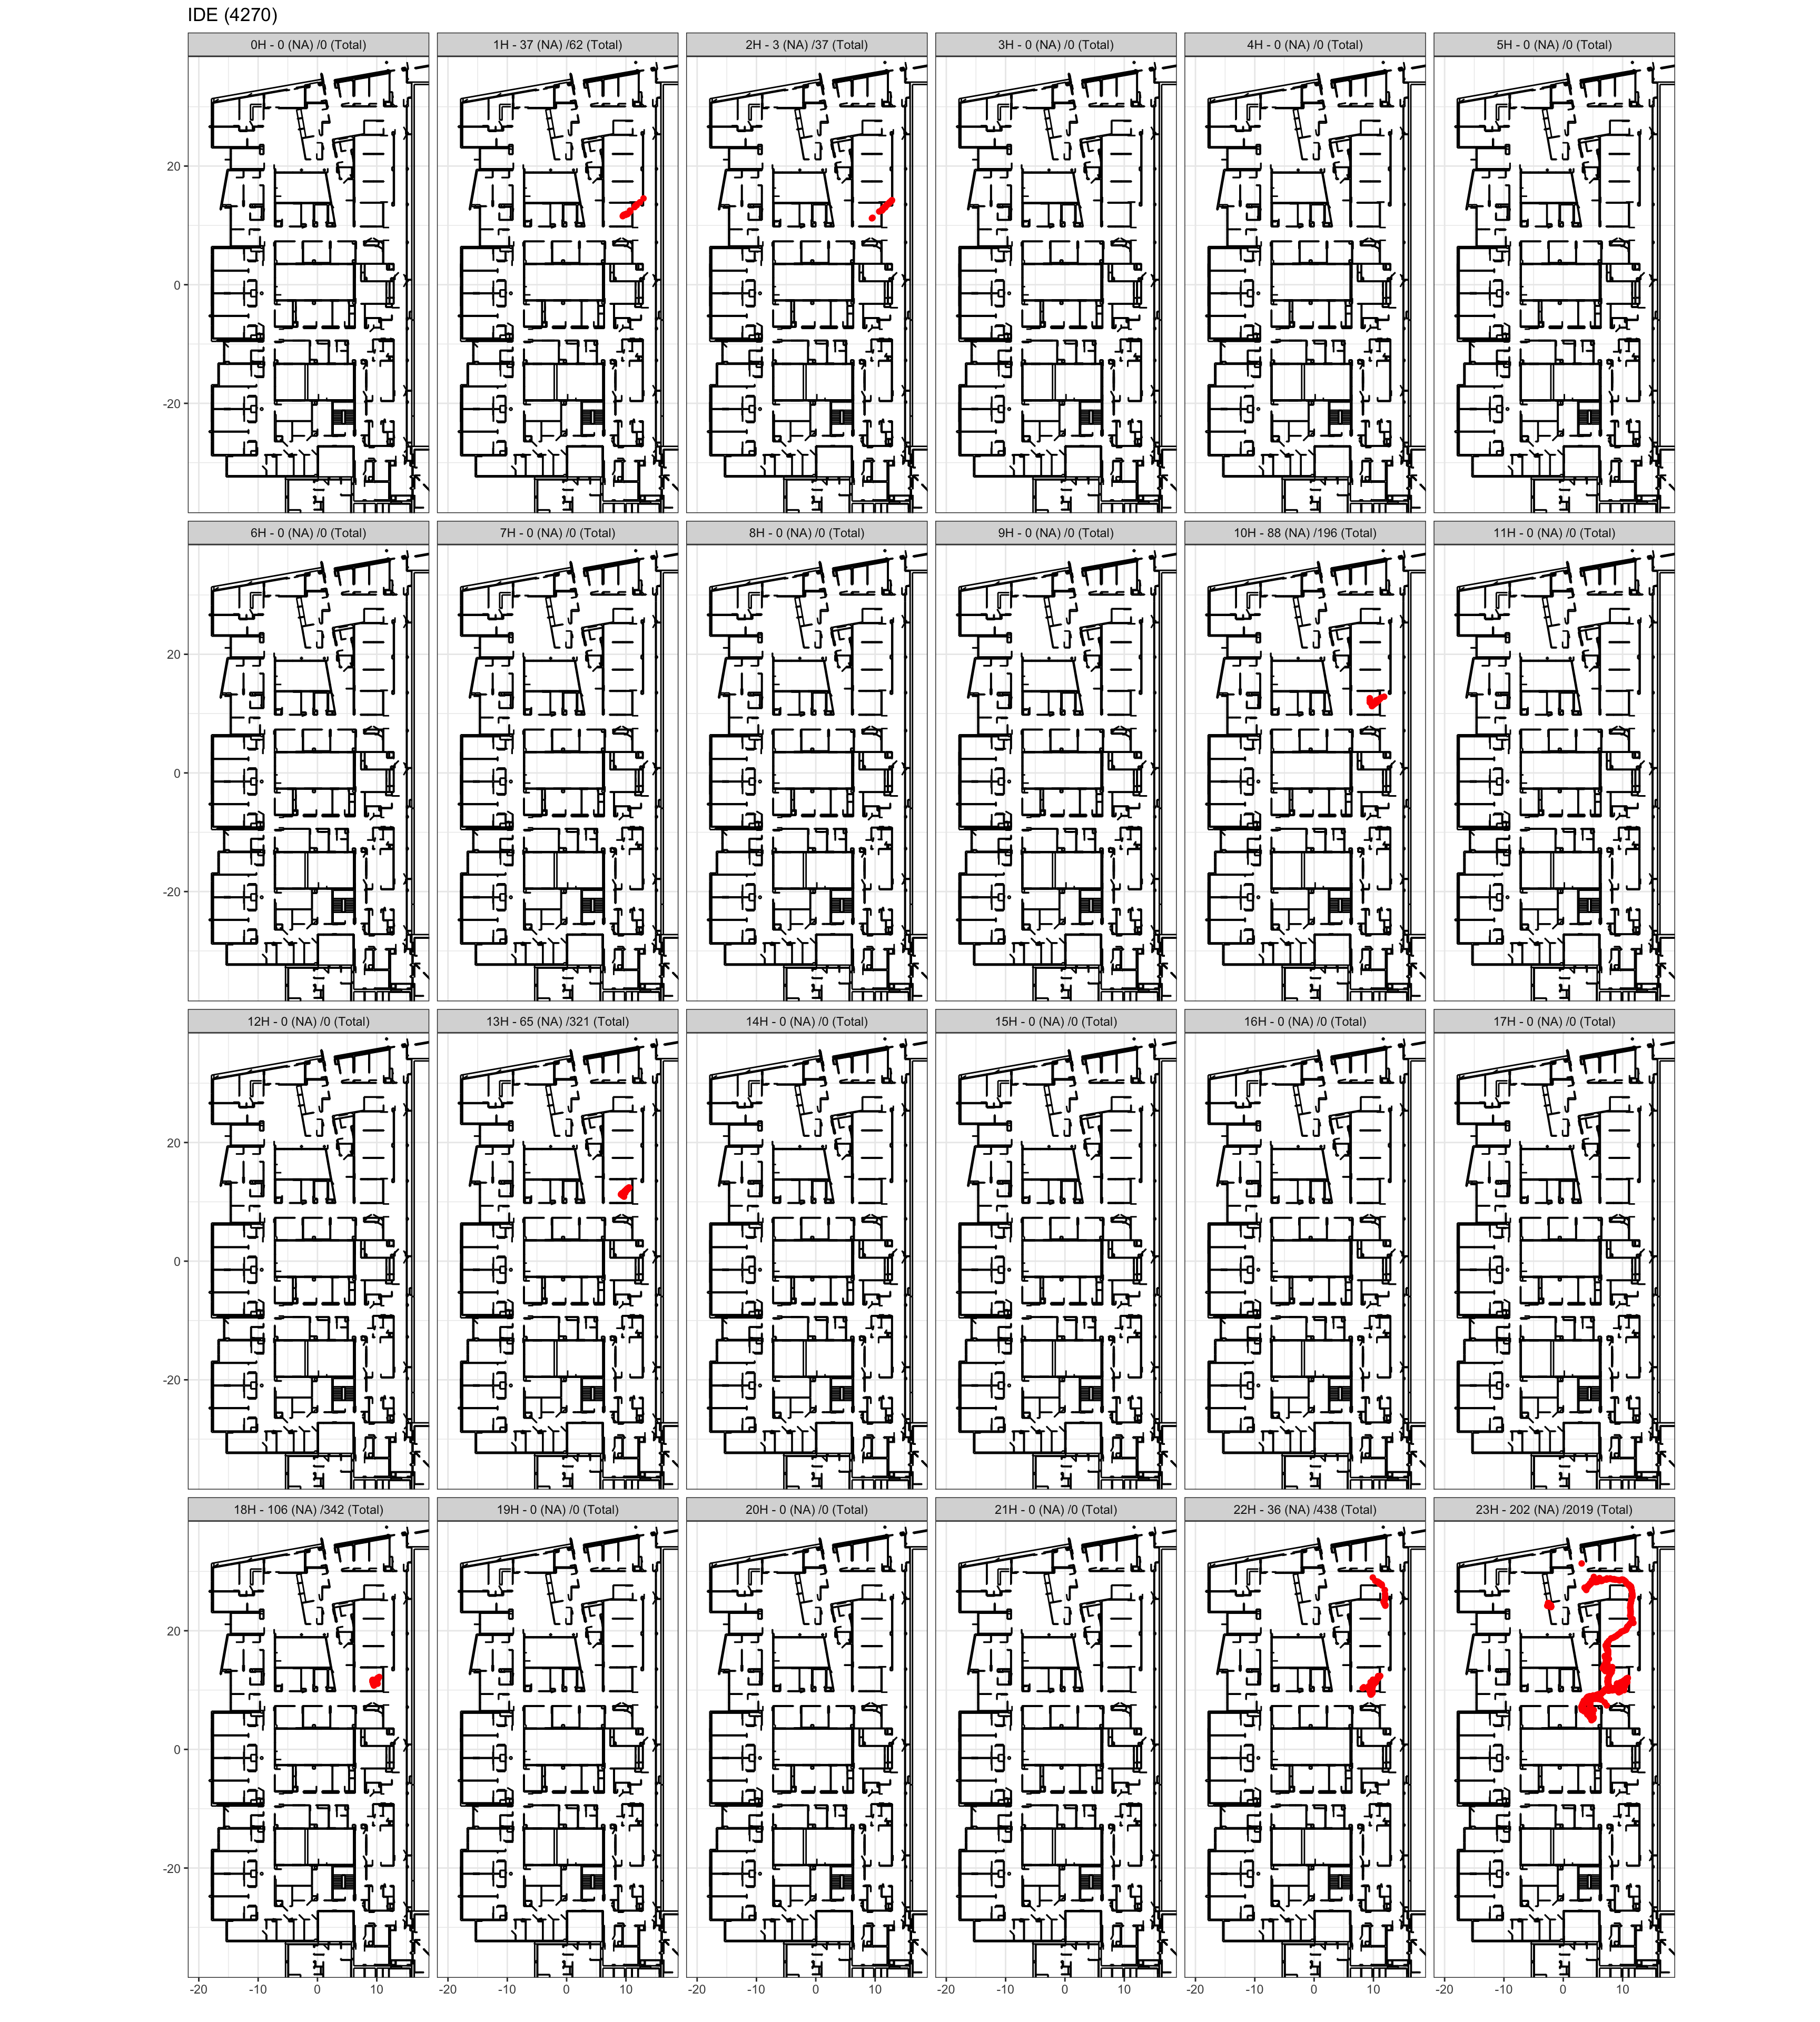 IDE (4270)
0H - 0 (NA) /0 (Total) 1H - 37 (NA) /62 (Total) 2H - 3 (NA) /37 (Total) 3H - 0 (NA) /0 (Total) 4H - 0 (NA) /0 (Total) 5H - 0 (NA) /0 (Total)
20
0
-20
6H - 0 (NA) /0 (Total) 7H - 0 (NA) /0 (Total) 8H - 0 (NA) /0 (Total) 9H - 0 (NA) /0 (Total) 10H - 88 (NA) /196 (Total) 11H - 0 (NA) /0 (Total)
20
0
-20
12H - 0 (NA) /0 (Total) 13H - 65 (NA) /321 (Total) 14H - 0 (NA) /0 (Total) 15H - 0 (NA) /0 (Total) 16H - 0 (NA) /0 (Total) 17H - 0 (NA) /0 (Total)
20
0
-20
18H - 106 (NA) /342 (Total) 19H - 0 (NA) /0 (Total) 20H - 0 (NA) /0 (Total) 21H - 0 (NA) /0 (Total) 22H - 36 (NA) /438 (Total) 23H - 202 (NA) /2019 (Total)
20
0
-20
-20 -10 0 10 -20 -10 0 10 -20 -10 0 10 -20 -10 0 10 -20 -10 0 10 -20 -10 0 10